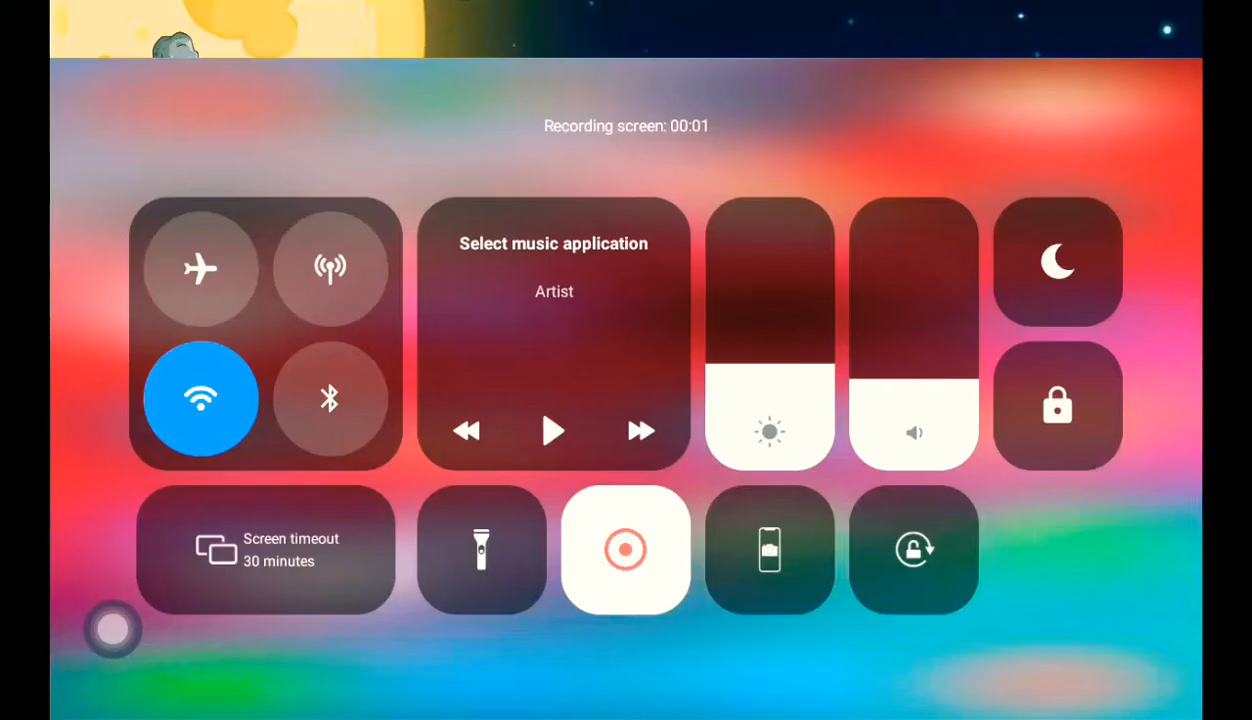 Recording screen: 00:01
Select music application
Artist
Screen timeout
30 minutes